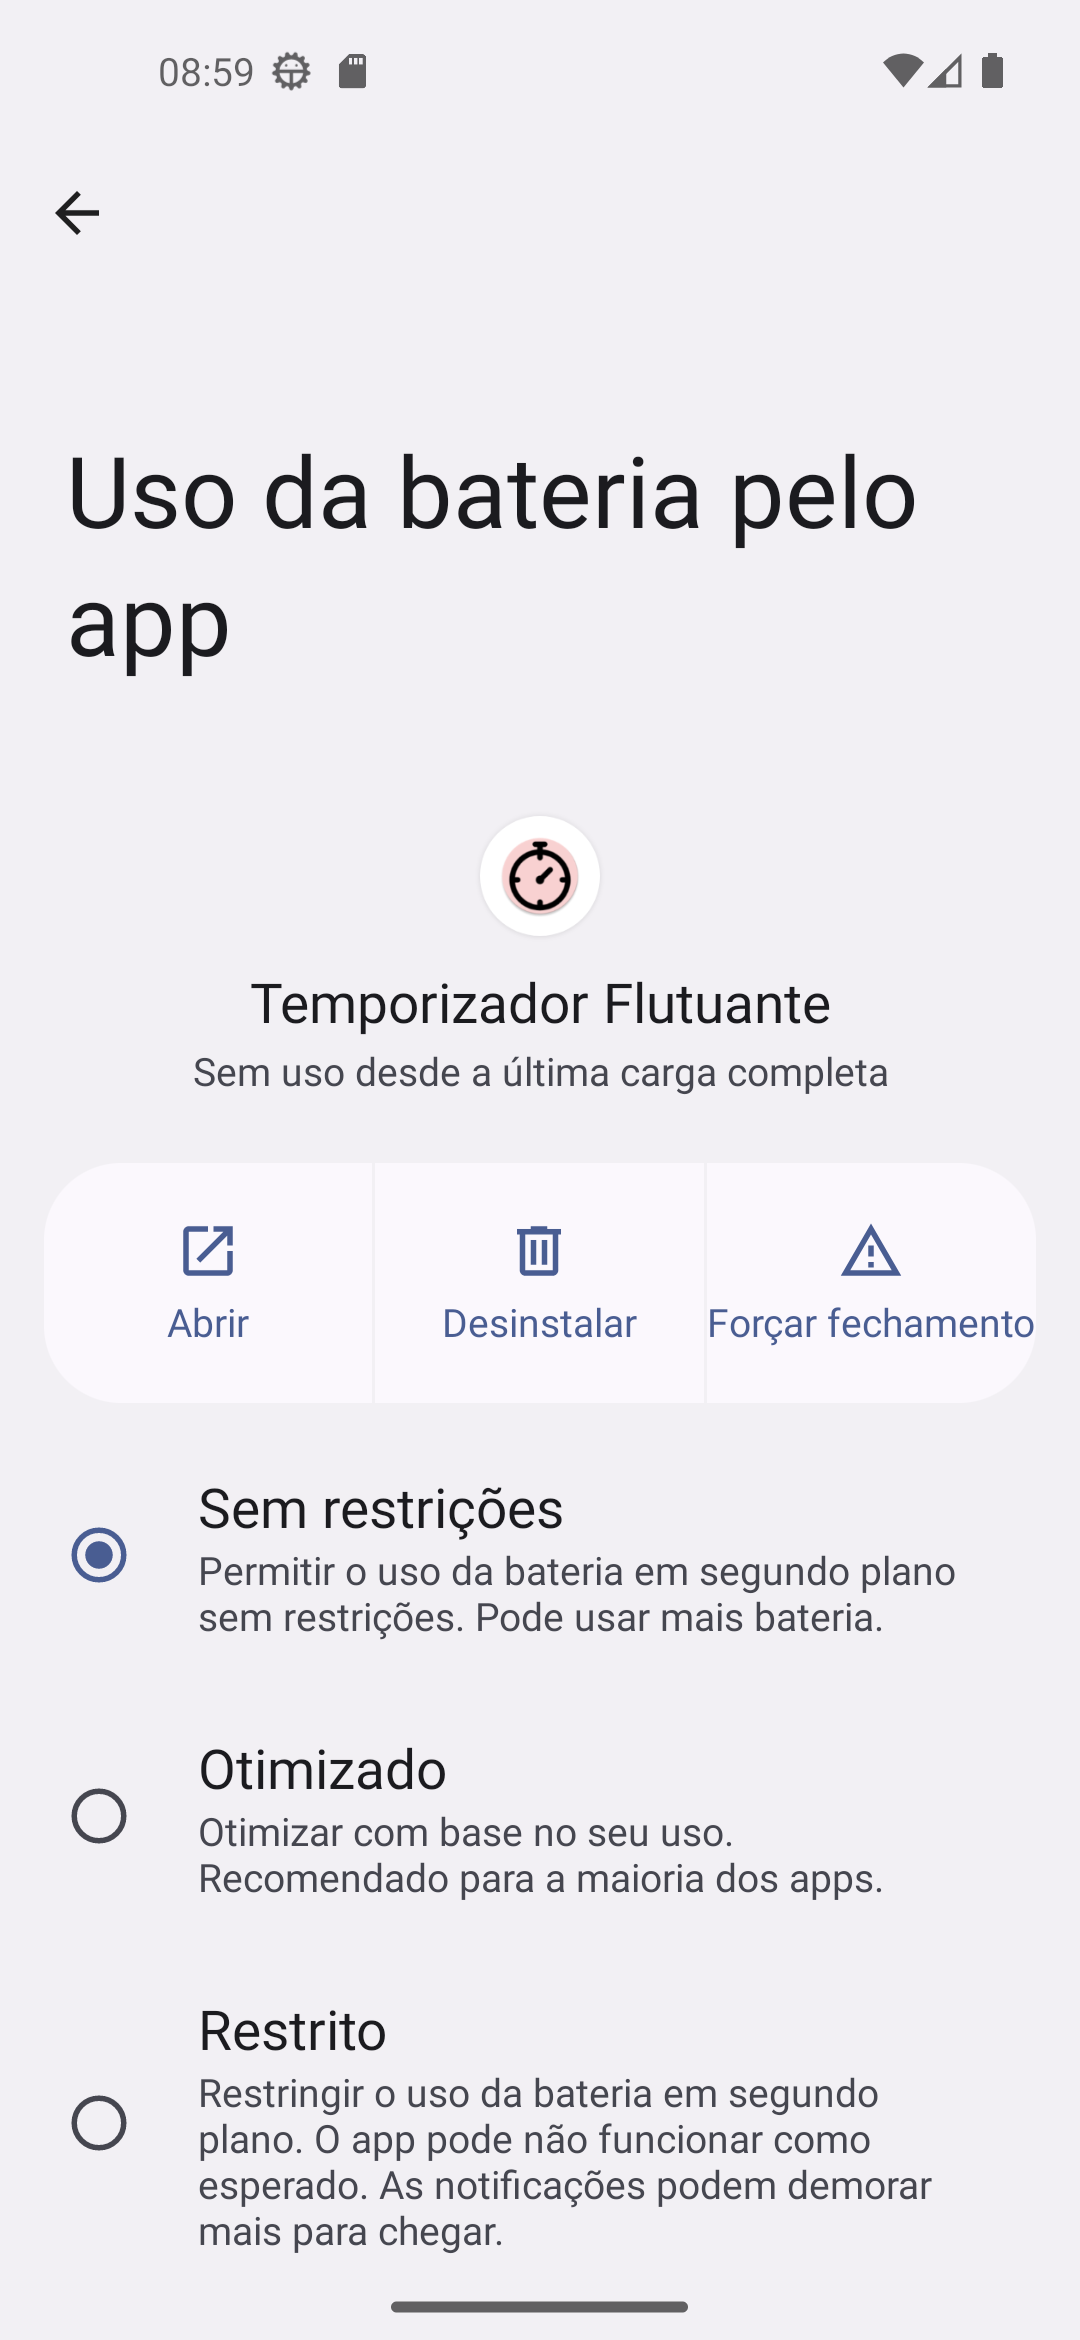 08:59
Uso da bateria pelo
app
Temporizador Flutuante
Sem uso desde a última carga completa
Abrir
Desinstalar
Forçar fechamento
Sem restrições
Permitir o uso da bateria em segundo plano
sem restrições. Pode usar mais bateria.
Otimizado
Otimizar com base no seu uso.
Recomendado para a maioria dos apps.
Restrito
Restringir o uso da bateria em segundo
plano. O app pode não funcionar como
esperado. As notificações podem demorar
mais para chegar.